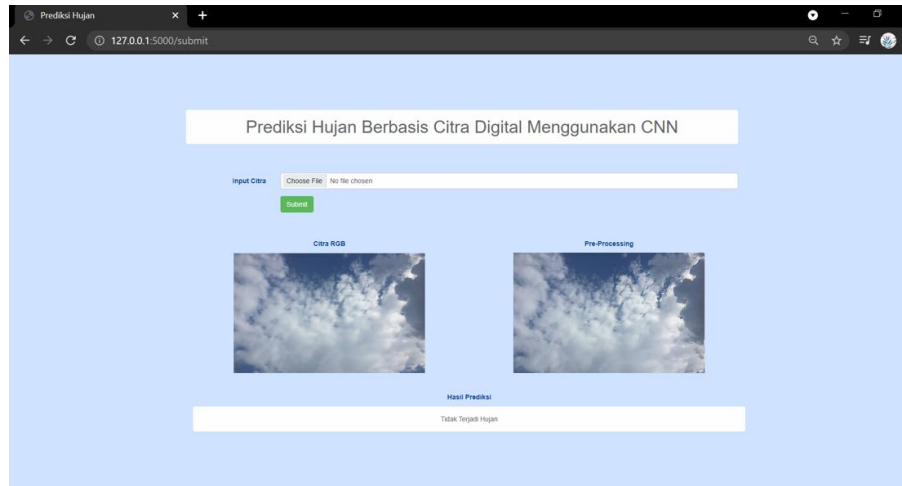 Prediksi Hujan
127.0.0.1:5000/submit
Prediksi Hujan Berbasis Citra Digital Menggunakan CNN
Input Citra Choose File No file chosen
Submit
Citra RGB Pre-Processing
Hasil Prediksi
Tidak Terjadi Hujan